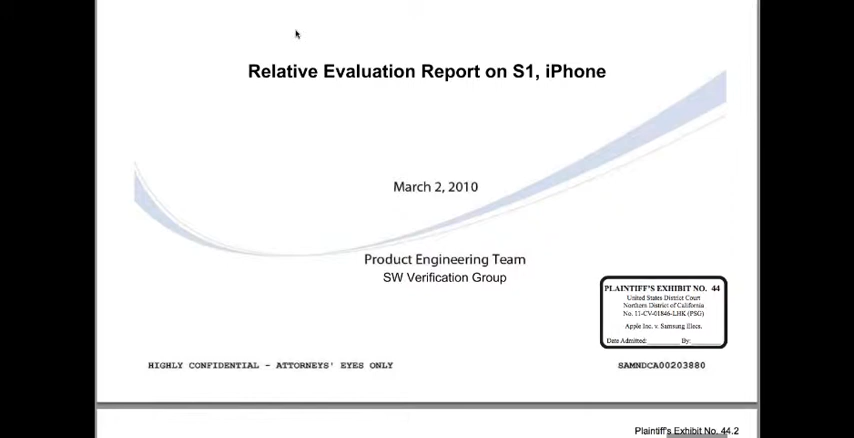 Relative Evaluation Report on S1, iPhone
March 2, 2010
Product Engineering Team
SW Verification Group
PLAINTIFF'S EXHIBIT NO. 44
United States District Court
Northern District of California
No. 11-CV-01846-LHK (PSG)
Apple Inc. v. Samsung Elecs.
Date Admitted:__________ By:________
HIGHLY CONFIDENTIAL - ATTORNEYS' EYES ONLY
SAMNDCA00203880
Plaintiff's Exhibit No. 44.2